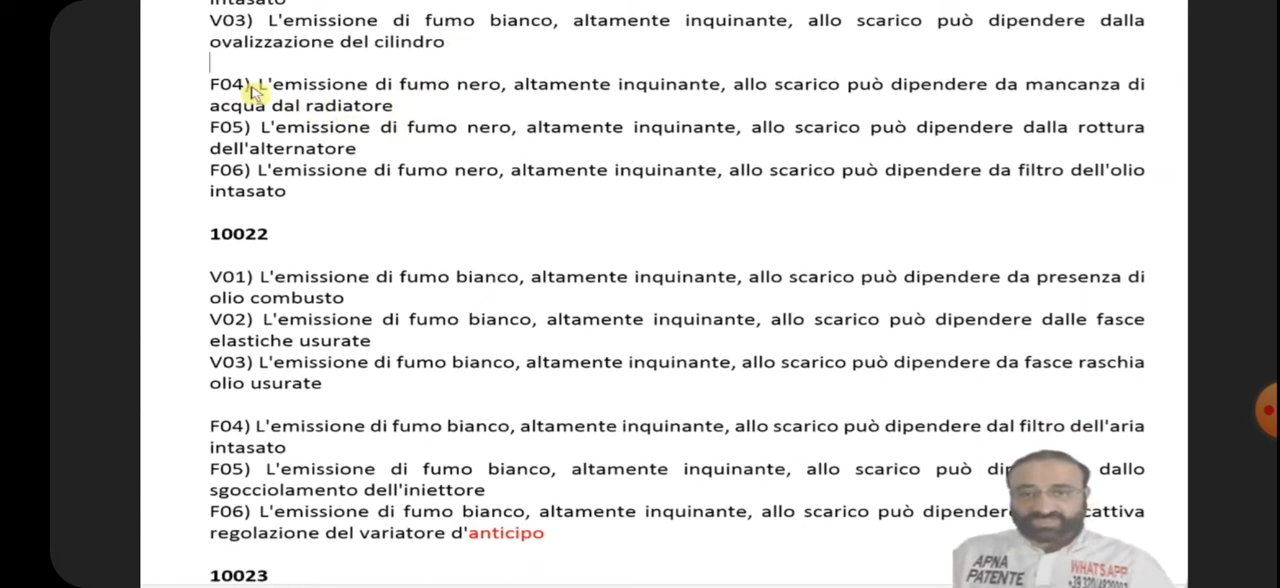 V03) L'emissione di fumo bianco, altamente inquinante, allo scarico può dipendere dalla
ovalizzazione del cilindro
F04) L'emissione di fumo nero, altamente inquinante, allo scarico può dipendere da mancanza di
acqua dal radiatore
F05) L'emissione di fumo nero, altamente inquinante, allo scarico può dipendere dalla rottura
dell'alternatore
F06) L'emissione di fumo nero, altamente inquinante, allo scarico può dipendere da filtro dell'olio
intasato
10022
V01) L'emissione di fumo bianco, altamente inquinante, allo scarico può dipendere da presenza di
olio combusto
V02) L'emissione di fumo bianco, altamente inquinante, allo scarico può dipendere dalle fasce
elastiche usurate
V03) L'emissione di fumo bianco, altamente inquinante, allo scarico può dipendere da fasce raschia
olio usurate
F04) L'emissione di fumo bianco, altamente inquinante, allo scarico può dipendere dal filtro dell'aria
intasato
F05) L'emissione di fumo bianco, altamente inquinante, allo scarico può dallo
sgocciolamento dell'iniettore
F06) L'emissione di fumo bianco, altamente inquinante, allo scarico può
regolazione del variatore d'anticipo
10023
APNA
PATENTE
WHATSAPP